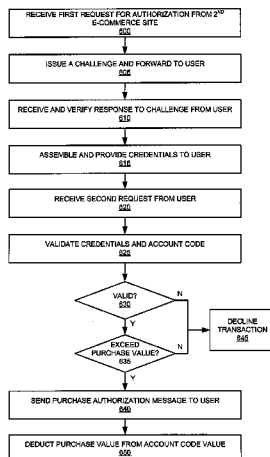 RECEIVE FIRST REQUEST FOR AUTHORIZATION FROM 2ND
E-COMMERCE SITE
600
ISSUE A CHALLENGE AND FORWARD TO USER
605
RECEIVE AND VERIFY RESPONSE TO CHALLENGE FROM USER
610
ASSEMBLE AND PROVIDE CREDENTIALS TO USER
615
RECEIVE SECOND REQUEST FROM USER
620
VALIDATE CREDENTIALS AND ACCOUNT CODE
625
VALID?
630
N
Y
DECLINE
TRANSACTION
645
EXCEED
PURCHASE VALUE?
635
N
Y
SEND PURCHASE AUTHORIZATION MESSAGE TO USER
640
DEDUCT PURCHASE VALUE FROM ACCOUNT CODE VALUE
650